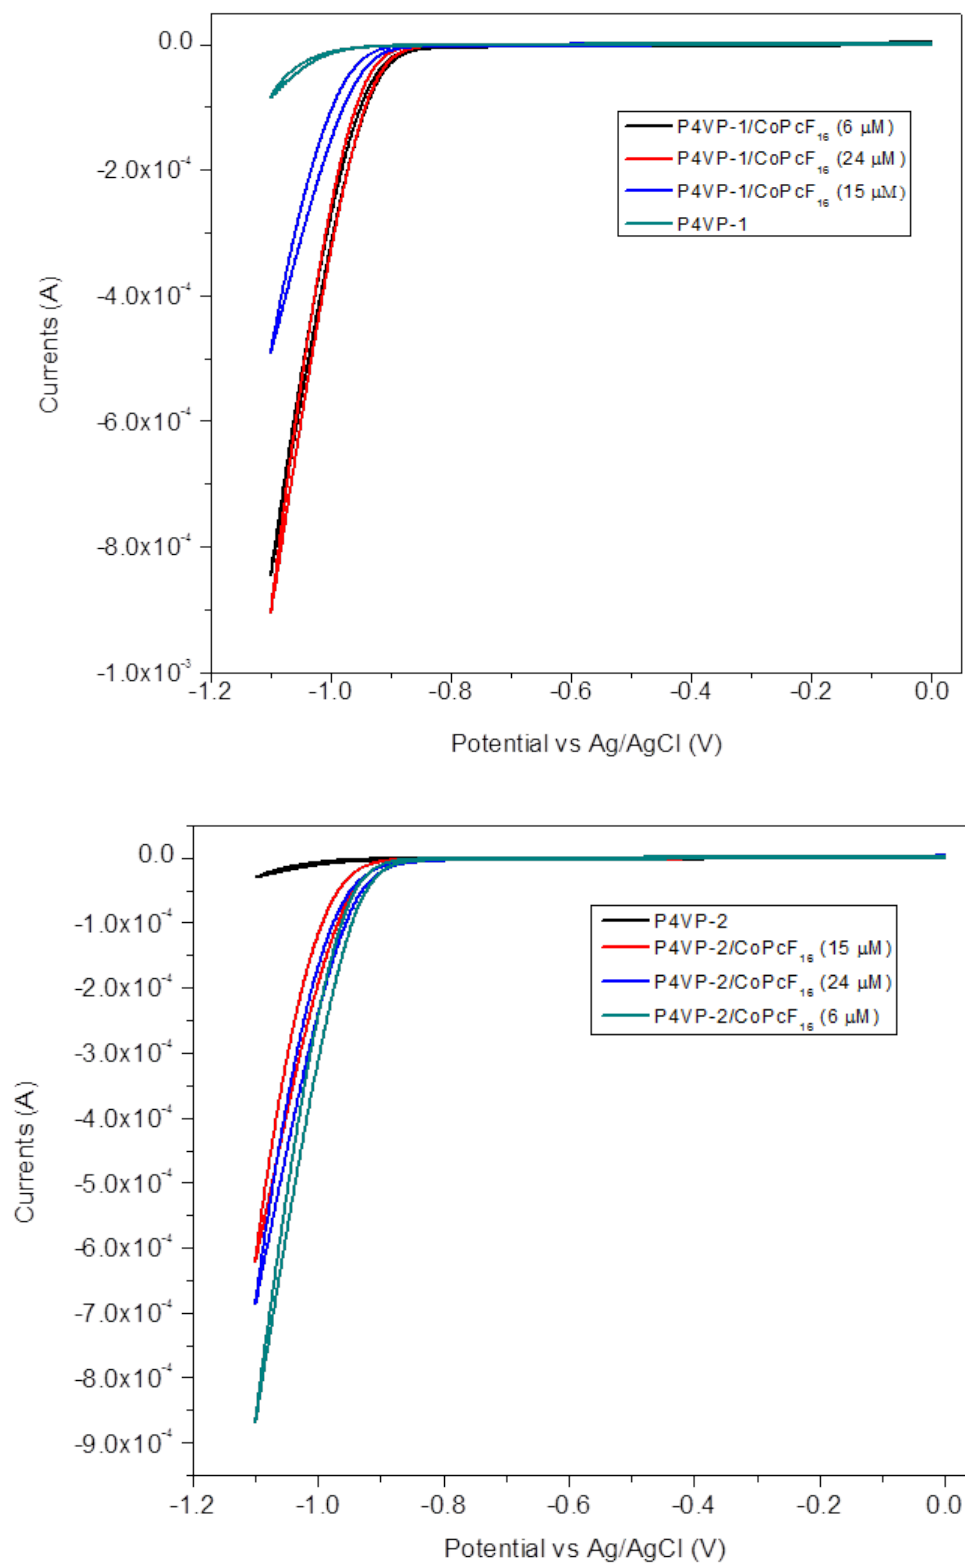 0.0
P4VP-1/CoPcF₁₆ (6 μM)
P4VP-1/CoPcF₁₆ (24 μM)
P4VP-1/CoPcF₁₆ (15 μM)
P4VP-1
-2.0x10⁻⁴
-4.0x10⁻⁴
-6.0x10⁻⁴
-8.0x10⁻⁴
-1.0x10⁻³
Currents (A)
-1.2 -1.0 -0.8 -0.6 -0.4 -0.2 0.0
Potential vs Ag/AgCl (V)
0.0
P4VP-2
P4VP-2/CoPcF₁₆ (15 μM)
P4VP-2/CoPcF₁₆ (24 μM)
P4VP-2/CoPcF₁₆ (6 μM)
-1.0x10⁻⁴
-2.0x10⁻⁴
-3.0x10⁻⁴
-4.0x10⁻⁴
-5.0x10⁻⁴
-6.0x10⁻⁴
-7.0x10⁻⁴
-8.0x10⁻⁴
-9.0x10⁻⁴
Currents (A)
-1.2 -1.0 -0.8 -0.6 -0.4 -0.2 0.0
Potential vs Ag/AgCl (V)